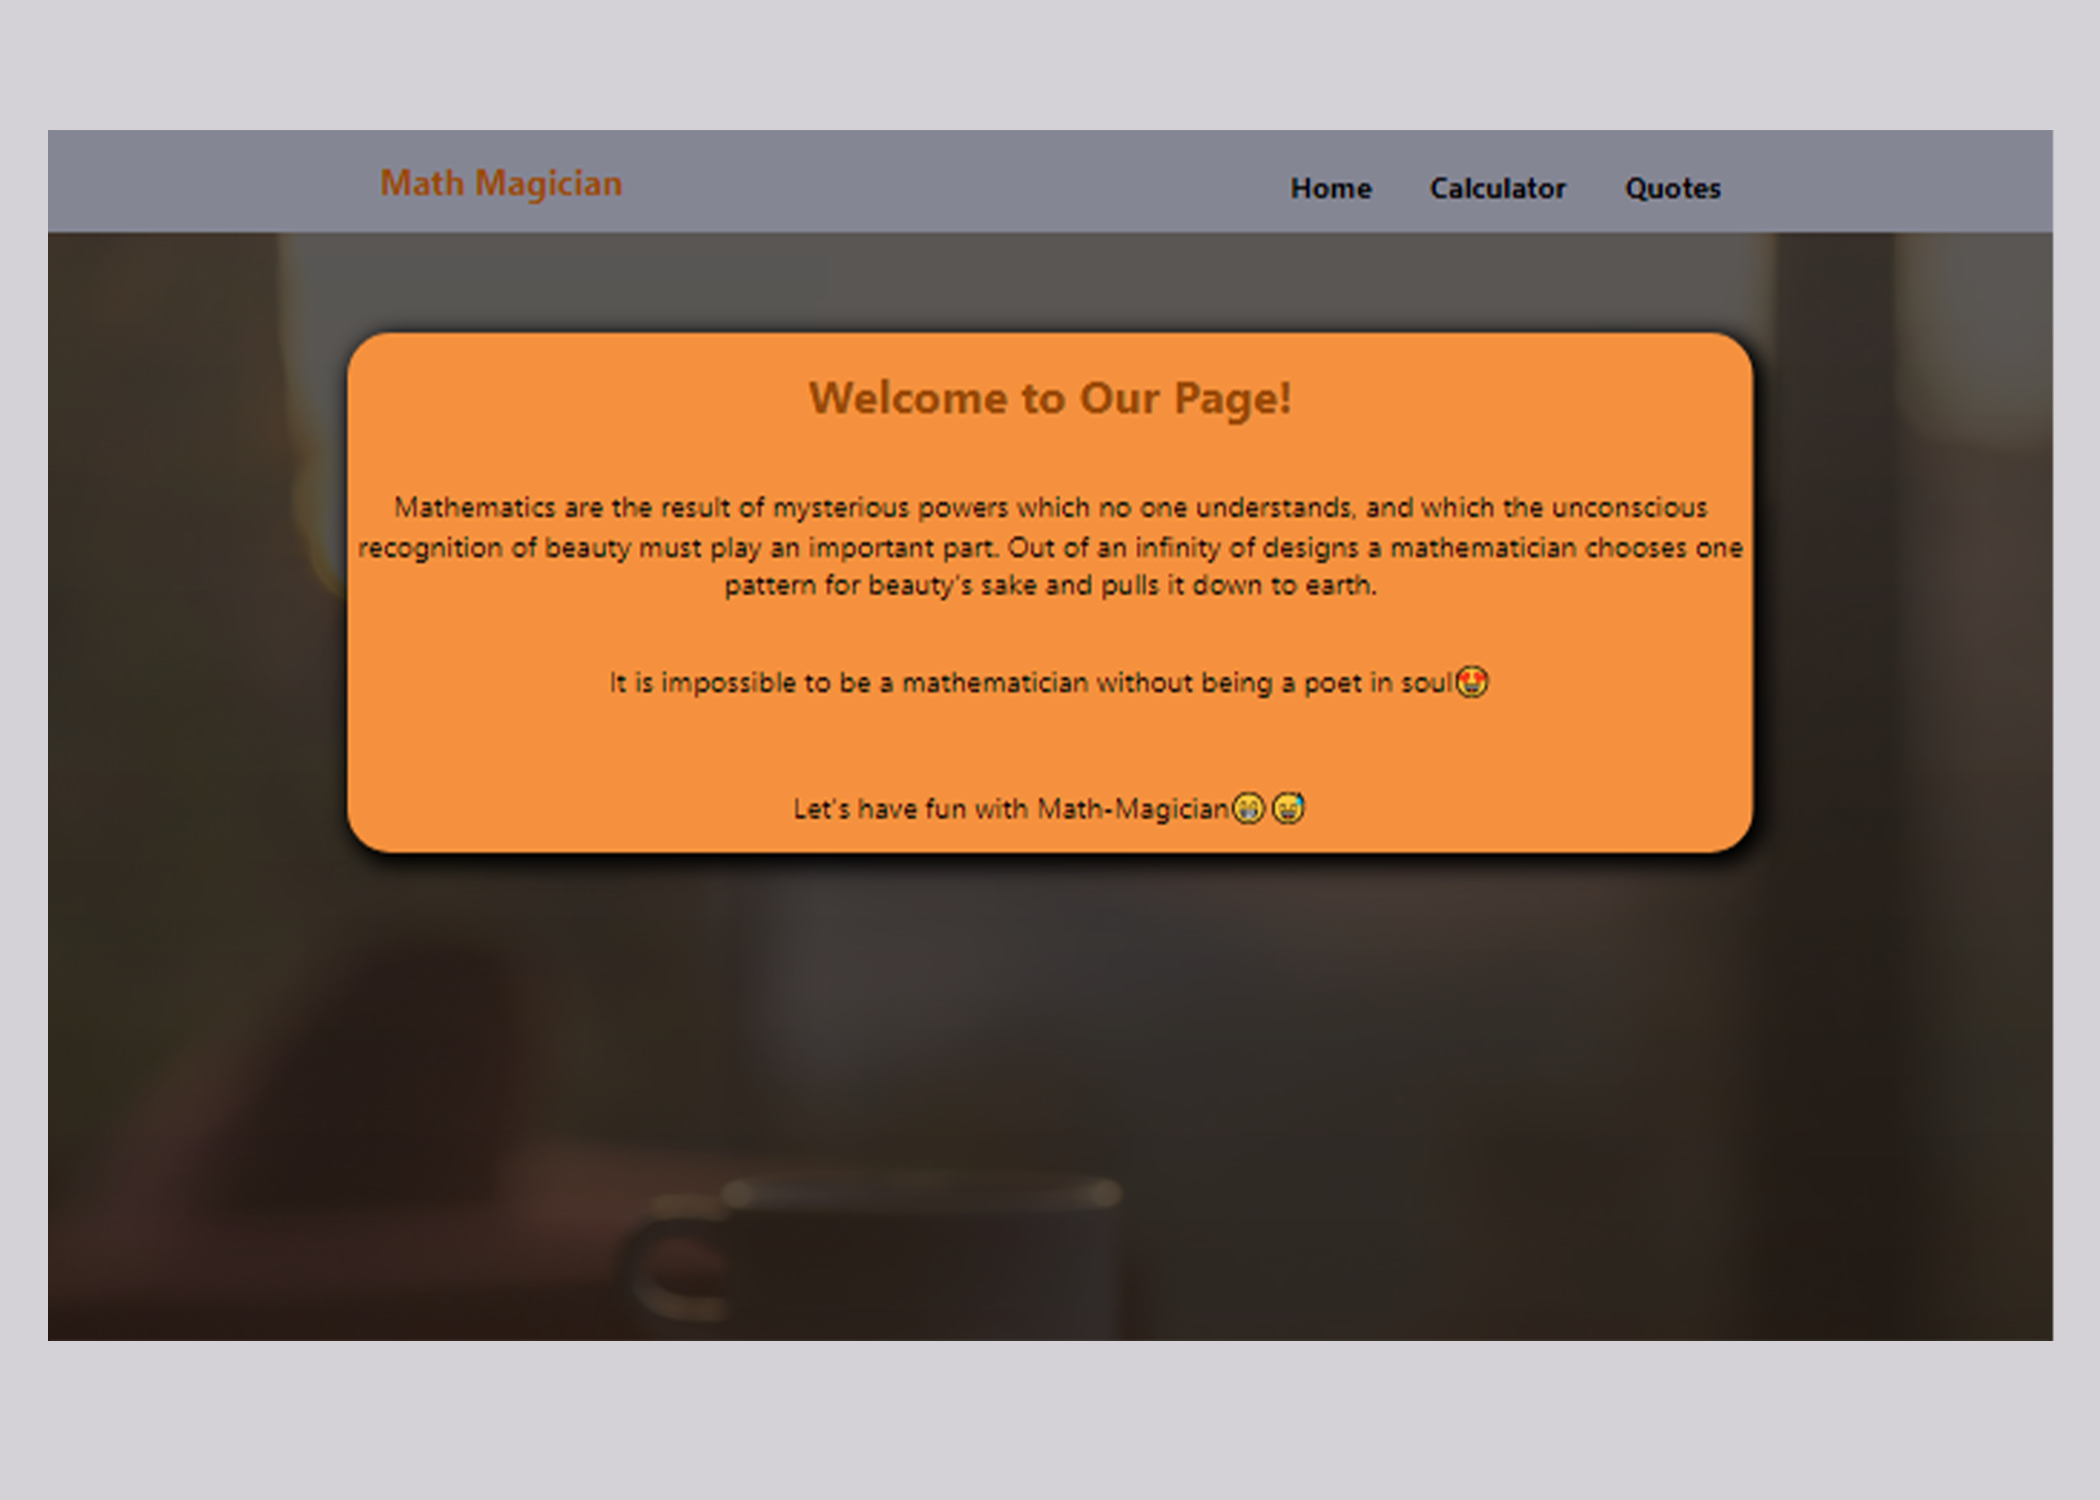 Math Magician
Home Calculator Quotes
Welcome to Our Page!
Mathematics are the result of mysterious powers which no one understands, and which the unconscious
recognition of beauty must play an important part. Out of an infinity of designs a mathematician chooses one
pattern for beauty's sake and pulls it down to earth.
It is impossible to be a mathematician without being a poet in soul🤩
Let's have fun with Math-Magician😁😅